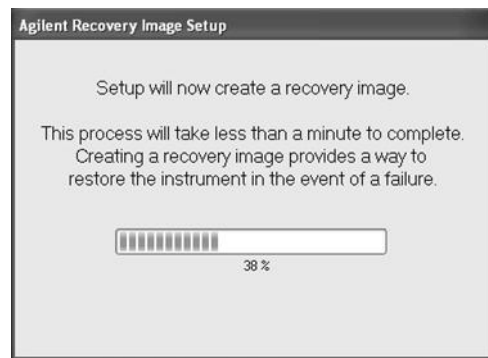 Agilent Recovery Image Setup
Setup will now create a recovery image.
This process will take less than a minute to complete.
Creating a recovery image provides a way to
restore the instrument in the event of a failure.
38 %